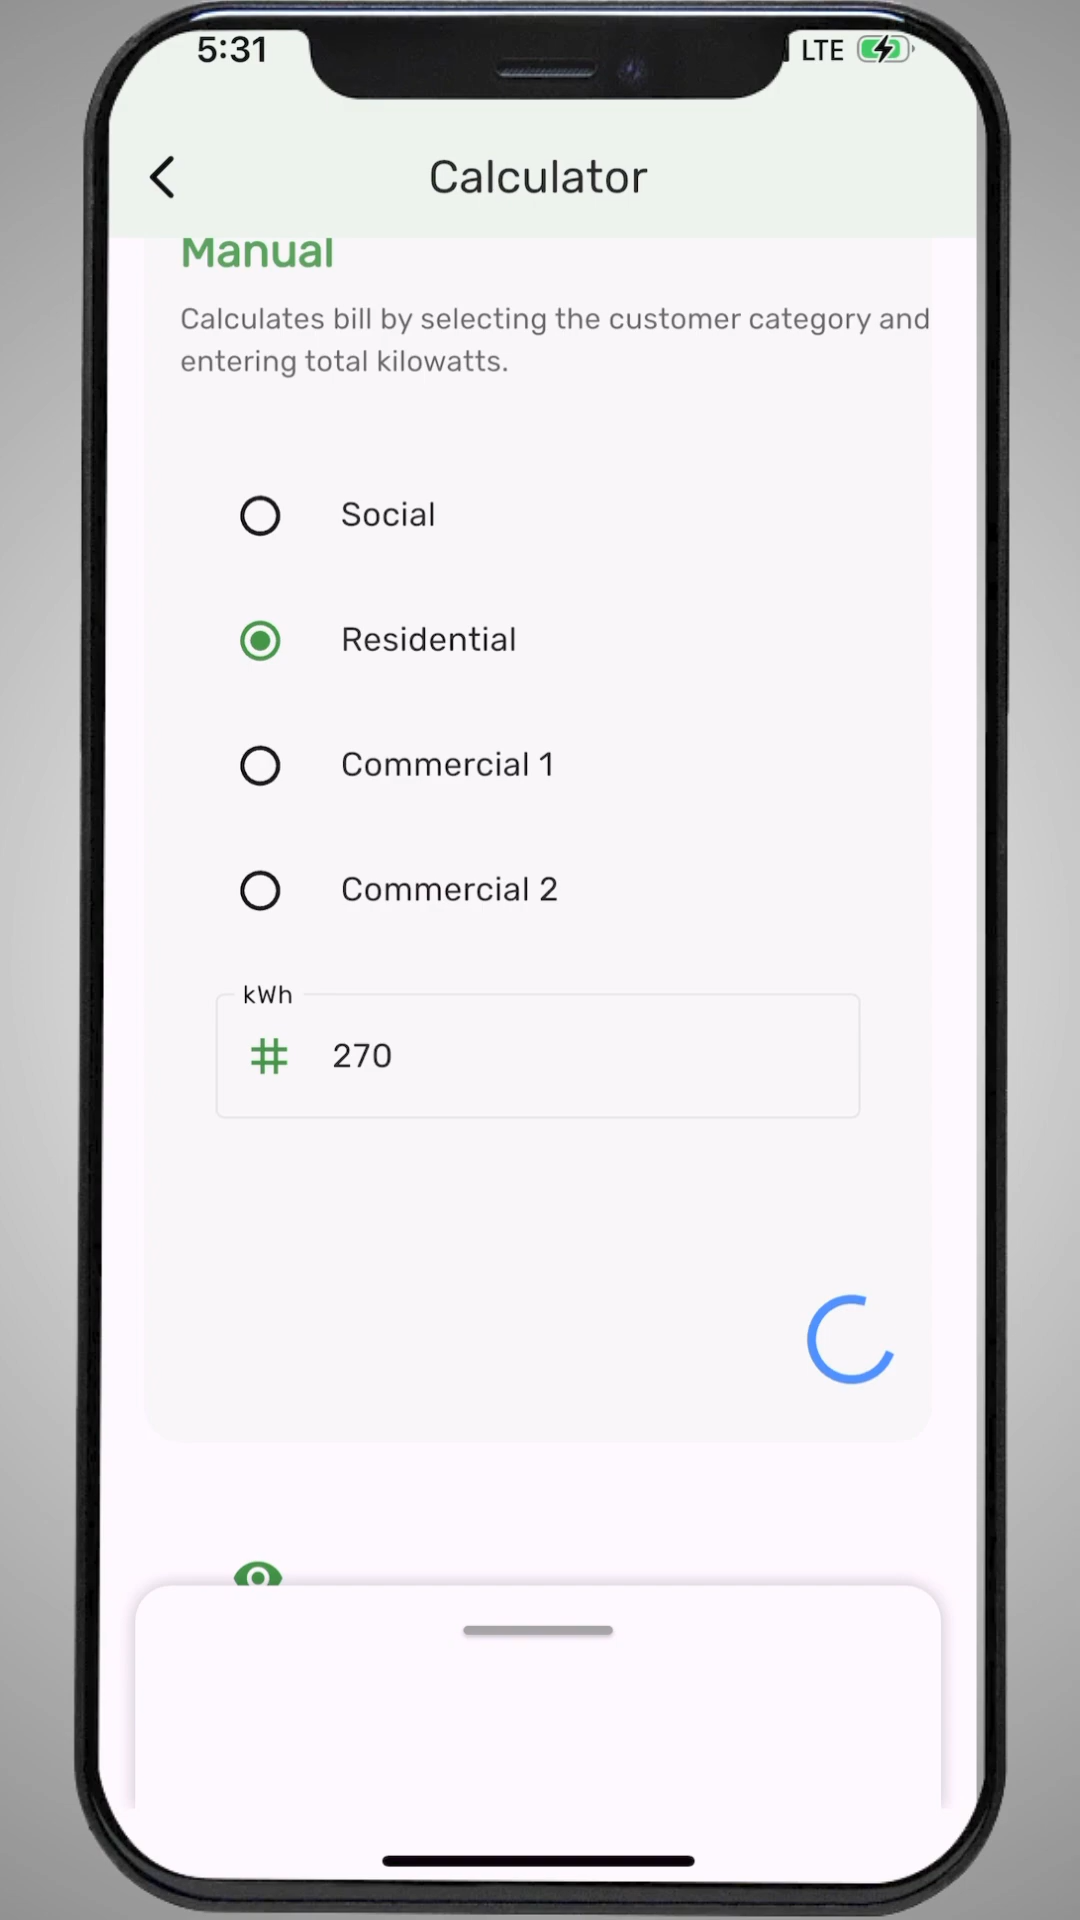 5:31
LTE
Calculator
Manual
Calculates bill by selecting the customer category and
entering total kilowatts.
Social
Residential
Commercial 1
Commercial 2
kWh
# 270